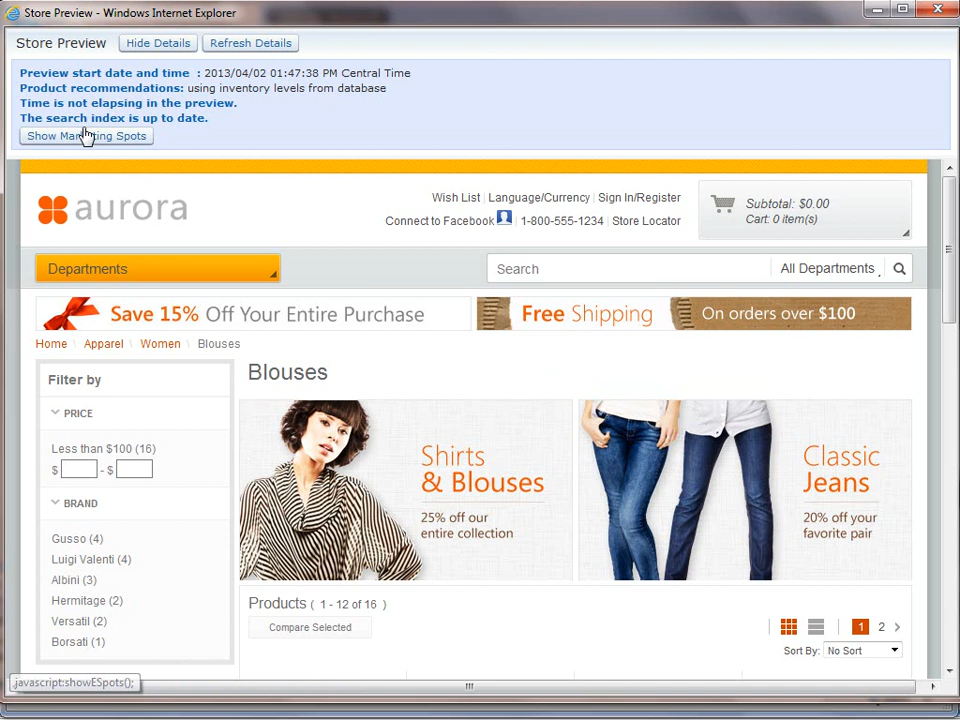 Store Preview - Windows Internet Explorer
Store Preview Hide Details Refresh Details
Preview start date and time : 2013/04/02 01:47:38 PM Central Time
Product recommendations: using inventory levels from database
Time is not elapsing in the preview.
The search index is up to date.
Show Marketing Spots
aurora
Wish List Language/Currency Sign In/Register
Connect to Facebook 1-800-555-1234 Store Locator
Subtotal: $0.00
Cart: 0 item(s)
Departments
Search All Departments
Save 15% Off Your Entire Purchase
Free Shipping On orders over $100
Home \ Apparel \ Women \ Blouses
Filter by
PRICE
Less than $100 (16)
$ - $
BRAND
Gusso (4)
Luigi Valenti (4)
Albini (3)
Hermitage (2)
Versatil (2)
Borsati (1)
Blouses
Shirts
& Blouses
25% off our
entire collection
Classic
Jeans
20% off your
favorite pair
Products ( 1 - 12 of 16 )
Compare Selected
1 2
Sort By: No Sort
javascript:showESpots();